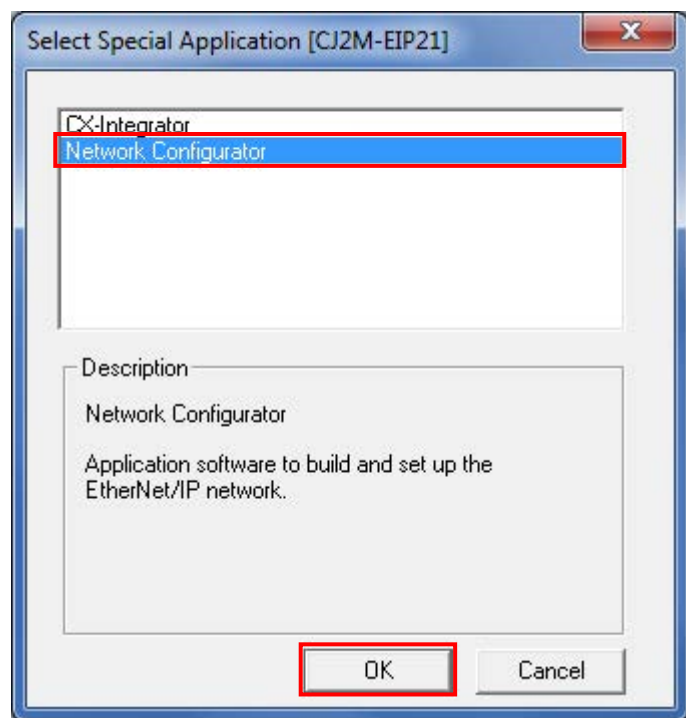 Select Special Application [CJ2M-EIP21]
CX-Integrator
Network Configurator
Description
Network Configurator
Application software to build and set up the
EtherNet/IP network.
OK
Cancel